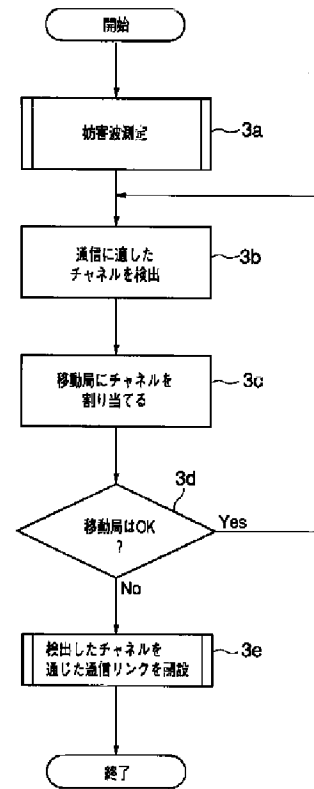 開始
妨害波測定
3a
通信に適した
チャネルを検出
3b
移動局にチャネルを
割り当てる
3c
3d
移動局はOK
?
Yes
No
検出したチャネルを
通じた通信リンクを開設
3e
終了